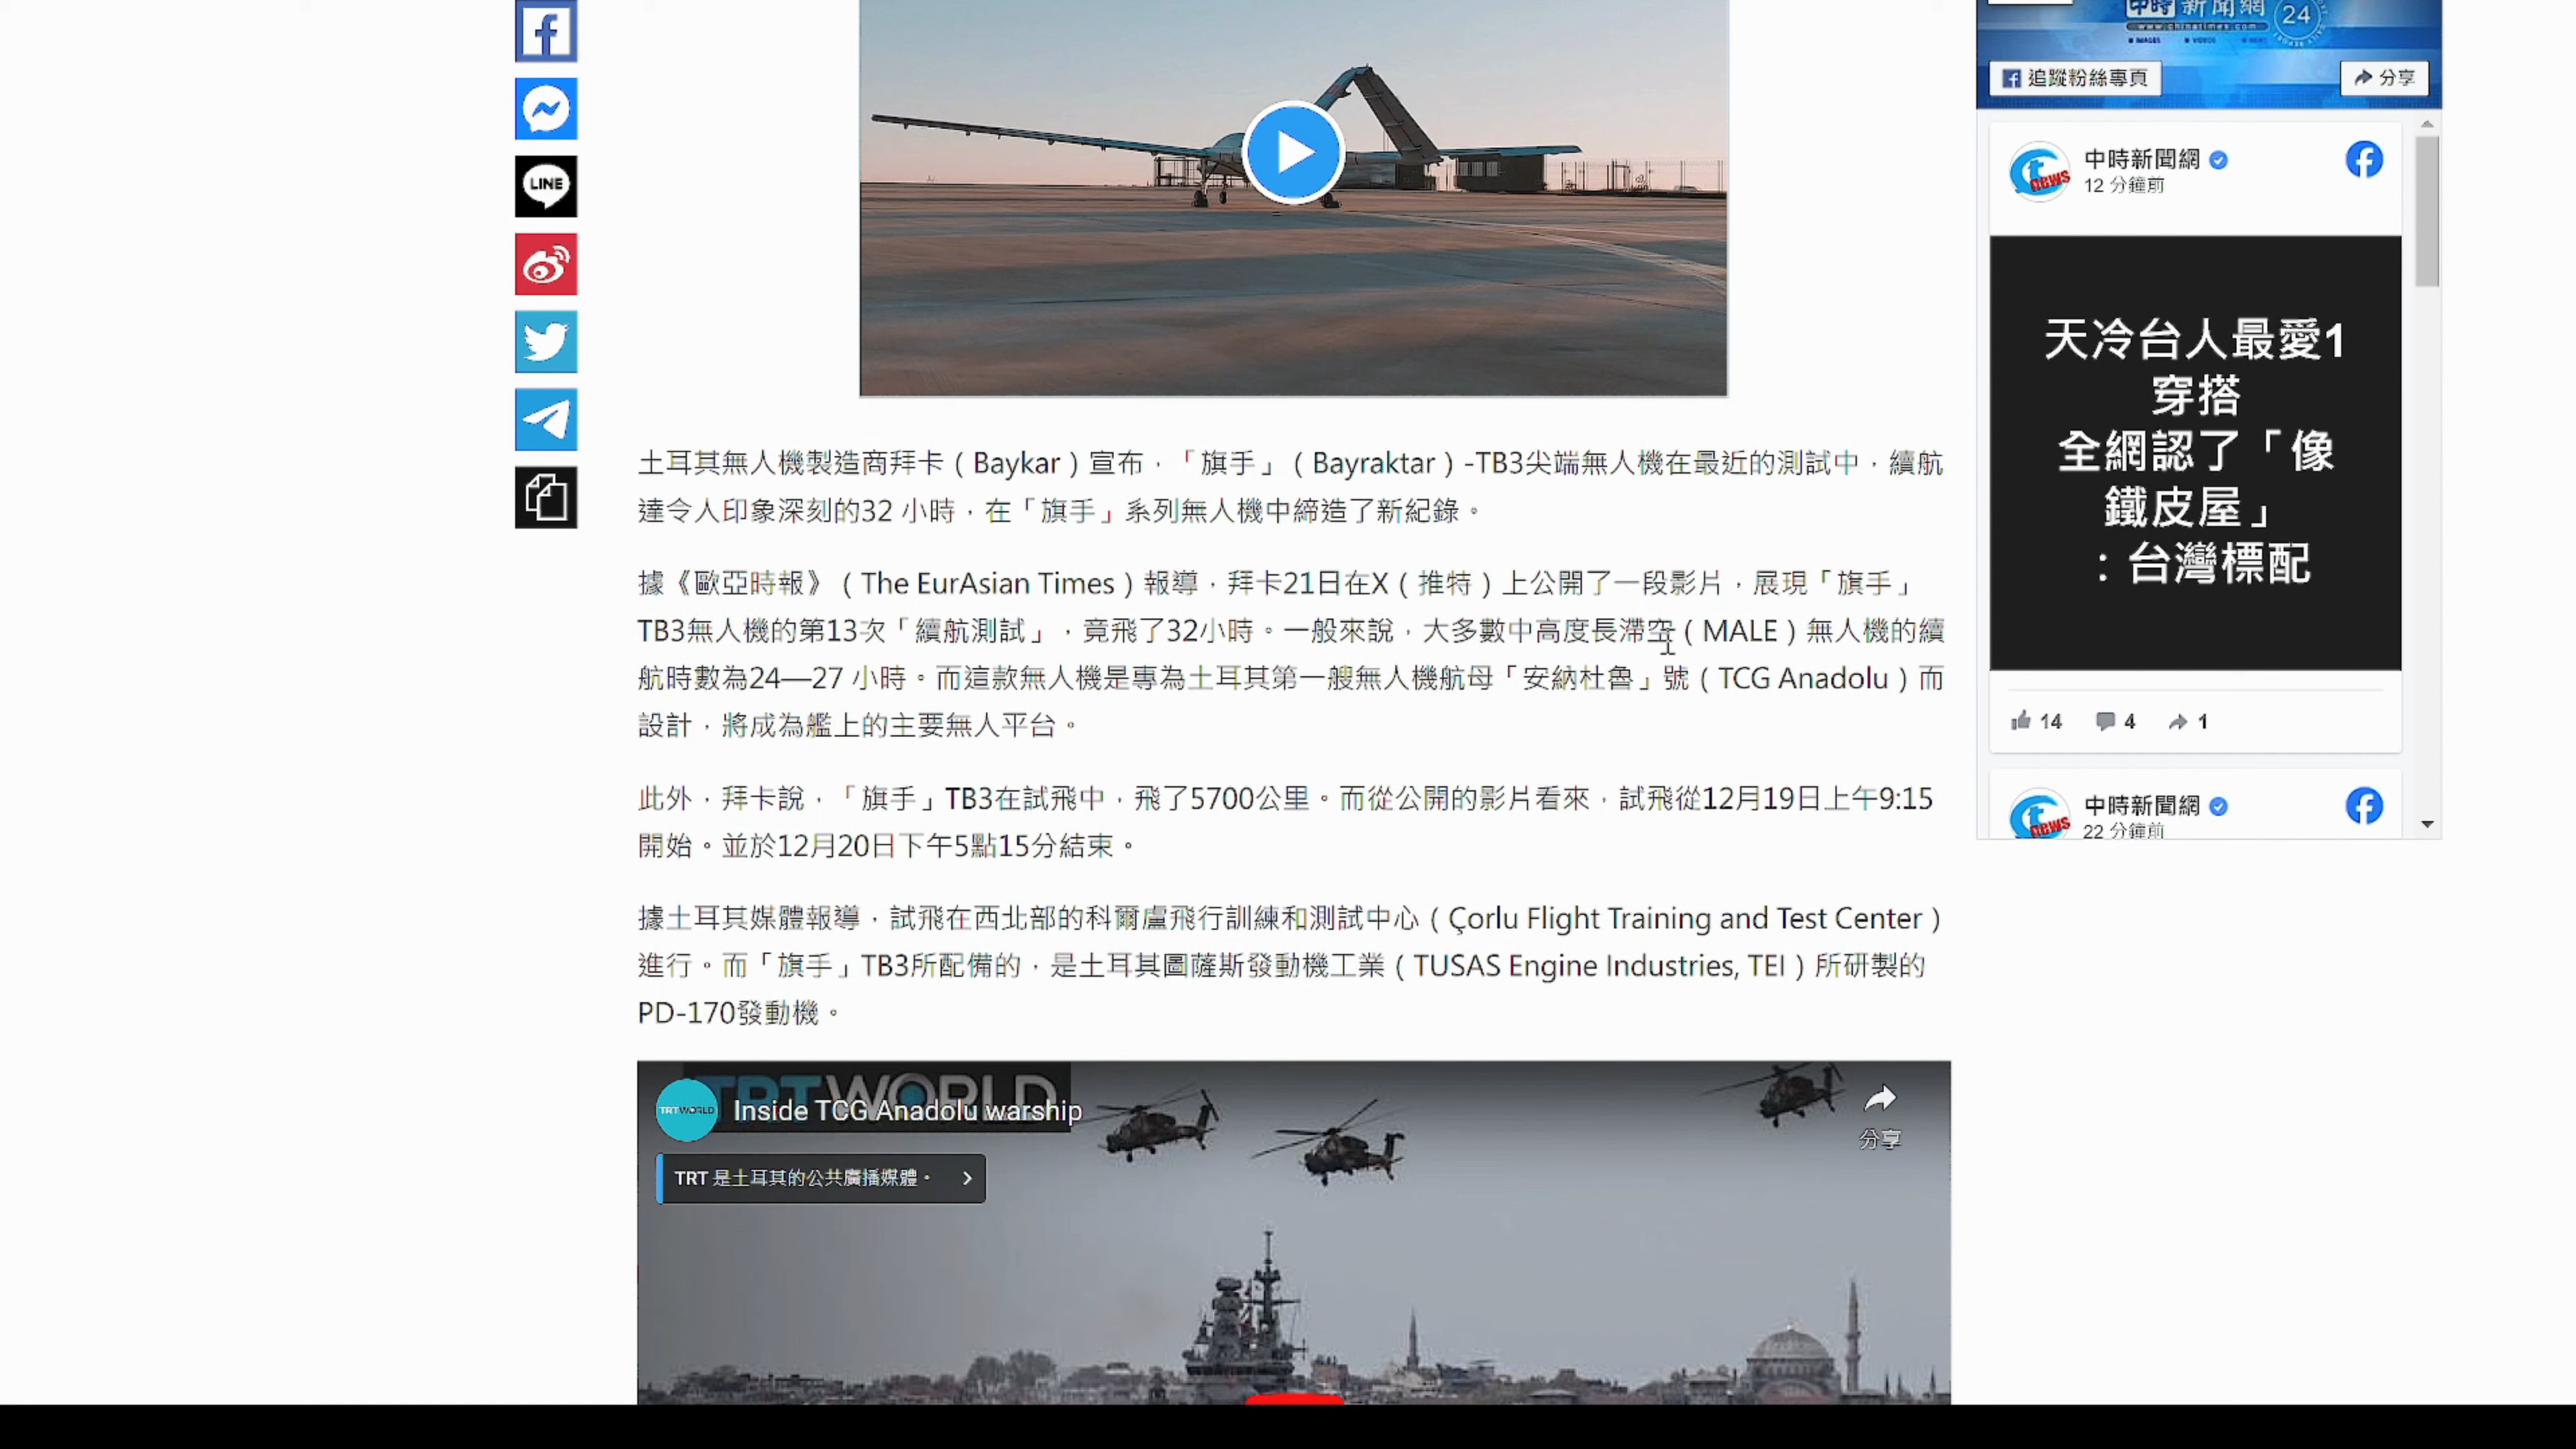 中時 新聞網 24
www.chinatimes.com
追蹤粉絲專頁
分享
LINE
中時新聞網
12 分鐘前
天冷台人最愛1
穿搭
全網認了「像
鐵皮屋」
：台灣標配
14 4 1
中時新聞網
22 分鐘前
土耳其無人機製造商拜卡（Baykar）宣布，「旗手」（Bayraktar）-TB3尖端無人機在最近的測試中，續航
達令人印象深刻的32 小時，在「旗手」系列無人機中締造了新紀錄。
據《歐亞時報》（The EurAsian Times）報導，拜卡21日在X（推特）上公開了一段影片，展現「旗手」
TB3無人機的第13次「續航測試」，竟飛了32小時。一般來說，大多數中高度長滯空（MALE）無人機的續
航時數為24—27 小時。而這款無人機是專為土耳其第一艘無人機航母「安納杜魯」號（TCG Anadolu）而
設計，將成為艦上的主要無人平台。
此外，拜卡說，「旗手」TB3在試飛中，飛了5700公里。而從公開的影片看來，試飛從12月19日上午9:15
開始。並於12月20日下午5點15分結束。
據土耳其媒體報導，試飛在西北部的科爾盧飛行訓練和測試中心（Çorlu Flight Training and Test Center）
進行。而「旗手」TB3所配備的，是土耳其圖薩斯發動機工業（TUSAS Engine Industries, TEI）所研製的
PD-170發動機。
TRT WORLD
TRT WORLD
Inside TCG Anadolu warship
分享
TRT 是土耳其的公共廣播媒體。